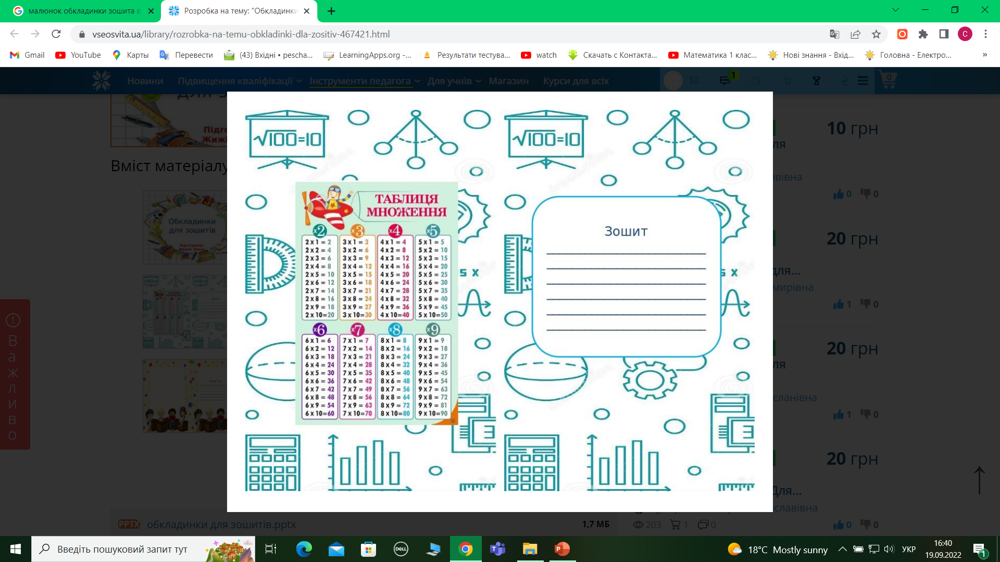 малюнок обкладинки зошита в
Розробка на тему: "Обкладинки
vseosvita.ua/library/rozrobka-na-temu-obkladinki-dla-zositiv-467421.html
C
Gmail
YouTube
Карты
Перевести
(43) Вхідні • pescha...
LearningApps.org -...
Результати тестува...
watch
Скачать с Контакта...
Математика 1 клас...
Нові знання - Вхід...
Головна - Електро...
»
Новини
Підвищення кваліфікації
Інструменти педагога
Для учнів
Магазин
Курси для всіх
1
0
Вміст матеріалу
Обкладинки
для зошитів
√100=10
√100=10
ТАБЛИЦЯ
МНОЖЕННЯ
x2 x3 x4 x5
2 x 1 = 2 3 x 1 = 3 4 x 1 = 4 5 x 1 = 5
2 x 2 = 4 3 x 2 = 6 4 x 2 = 8 5 x 2 = 10
2 x 3 = 6 3 x 3 = 9 4 x 3 = 12 5 x 3 = 15
2 x 4 = 8 3 x 4 = 12 4 x 4 = 16 5 x 4 = 20
2 x 5 = 10 3 x 5 = 15 4 x 5 = 20 5 x 5 = 25
2 x 6 = 12 3 x 6 = 18 4 x 6 = 24 5 x 6 = 30
2 x 7 = 14 3 x 7 = 21 4 x 7 = 28 5 x 7 = 35
2 x 8 = 16 3 x 8 = 24 4 x 8 = 32 5 x 8 = 40
2 x 9 = 18 3 x 9 = 27 4 x 9 = 36 5 x 9 = 45
2 x 10=20 3 x 10=30 4 x 10=40 5 x 10=50
x6 x7 x8 x9
6 x 1 = 6 7 x 1 = 7 8 x 1 = 8 9 x 1 = 9
6 x 2 = 12 7 x 2 = 14 8 x 2 = 16 9 x 2 = 18
6 x 3 = 18 7 x 3 = 21 8 x 3 = 24 9 x 3 = 27
6 x 4 = 24 7 x 4 = 28 8 x 4 = 32 9 x 4 = 36
6 x 5 = 30 7 x 5 = 35 8 x 5 = 40 9 x 5 = 45
6 x 6 = 36 7 x 6 = 42 8 x 6 = 48 9 x 6 = 54
6 x 7 = 42 7 x 7 = 49 8 x 7 = 56 9 x 7 = 63
6 x 8 = 48 7 x 8 = 56 8 x 8 = 64 9 x 8 = 72
6 x 9 = 54 7 x 9 = 63 8 x 9 = 72 9 x 9 = 81
6 x 10=60 7 x 10=70 8 x 10=80 9 x 10=90
Зошит
5 x
x
10 грн
ля
авівна
0 0
20 грн
для...
мирівна
1 0
20 грн
ля
сланівна
1 0
20 грн
Для...
славівна
0 0
Важливо
PPTX
обкладинки для зошитів.pptx
1,7 МБ
203 1 0
Введіть пошуковий запит тут
DELL
18°C Mostly sunny
УКР
16:40
19.09.2022
1